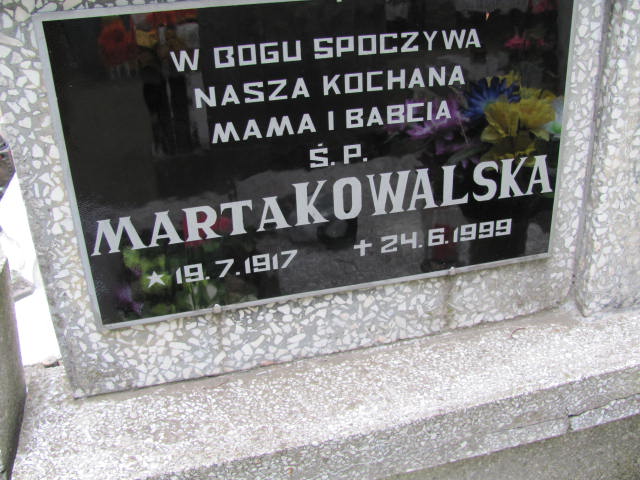 W BOGU SPOCZYWA
NASZA KOCHANA
MAMA I BABCIA
Ś.P.
MARTA KOWALSKA
★ 19.7.1917 + 24.6.1999